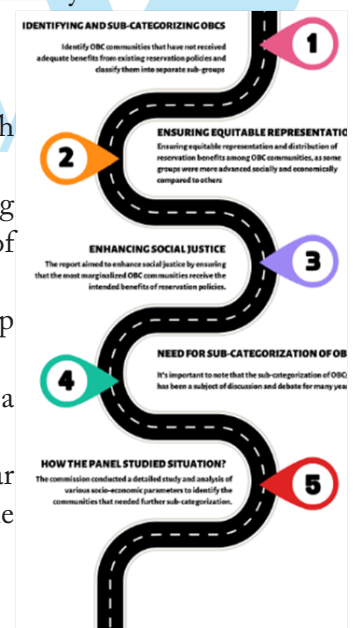 y
IDENTIFYING AND SUB-CATEGORIZING OBCS
1
Identify OBC communities that have not received
adequate benefits from existing reservation policies and
classify them into separate sub-groups
h
ENSURING EQUITABLE REPRESENTATIO
2
Ensuring equitable representation and distribution of
reservation benefits among OBC communities, as some
groups were more advanced socially and economically
compared to others
g
of
ENHANCING SOCIAL JUSTICE
3
The report aimed to enhance social justice by ensuring
that the most marginalized OBC communities receive the
intended benefits of reservation policies.
p
NEED FOR SUB-CATEGORIZATION OF OB
4
It's important to note that the sub-categorization of OBCs
has been a subject of discussion and debate for many year
a
HOW THE PANEL STUDIED SITUATION?
5
ar
The commission conducted a detailed study and analysis of
various socio-economic parameters to identify the
communities that needed further sub-categorization.